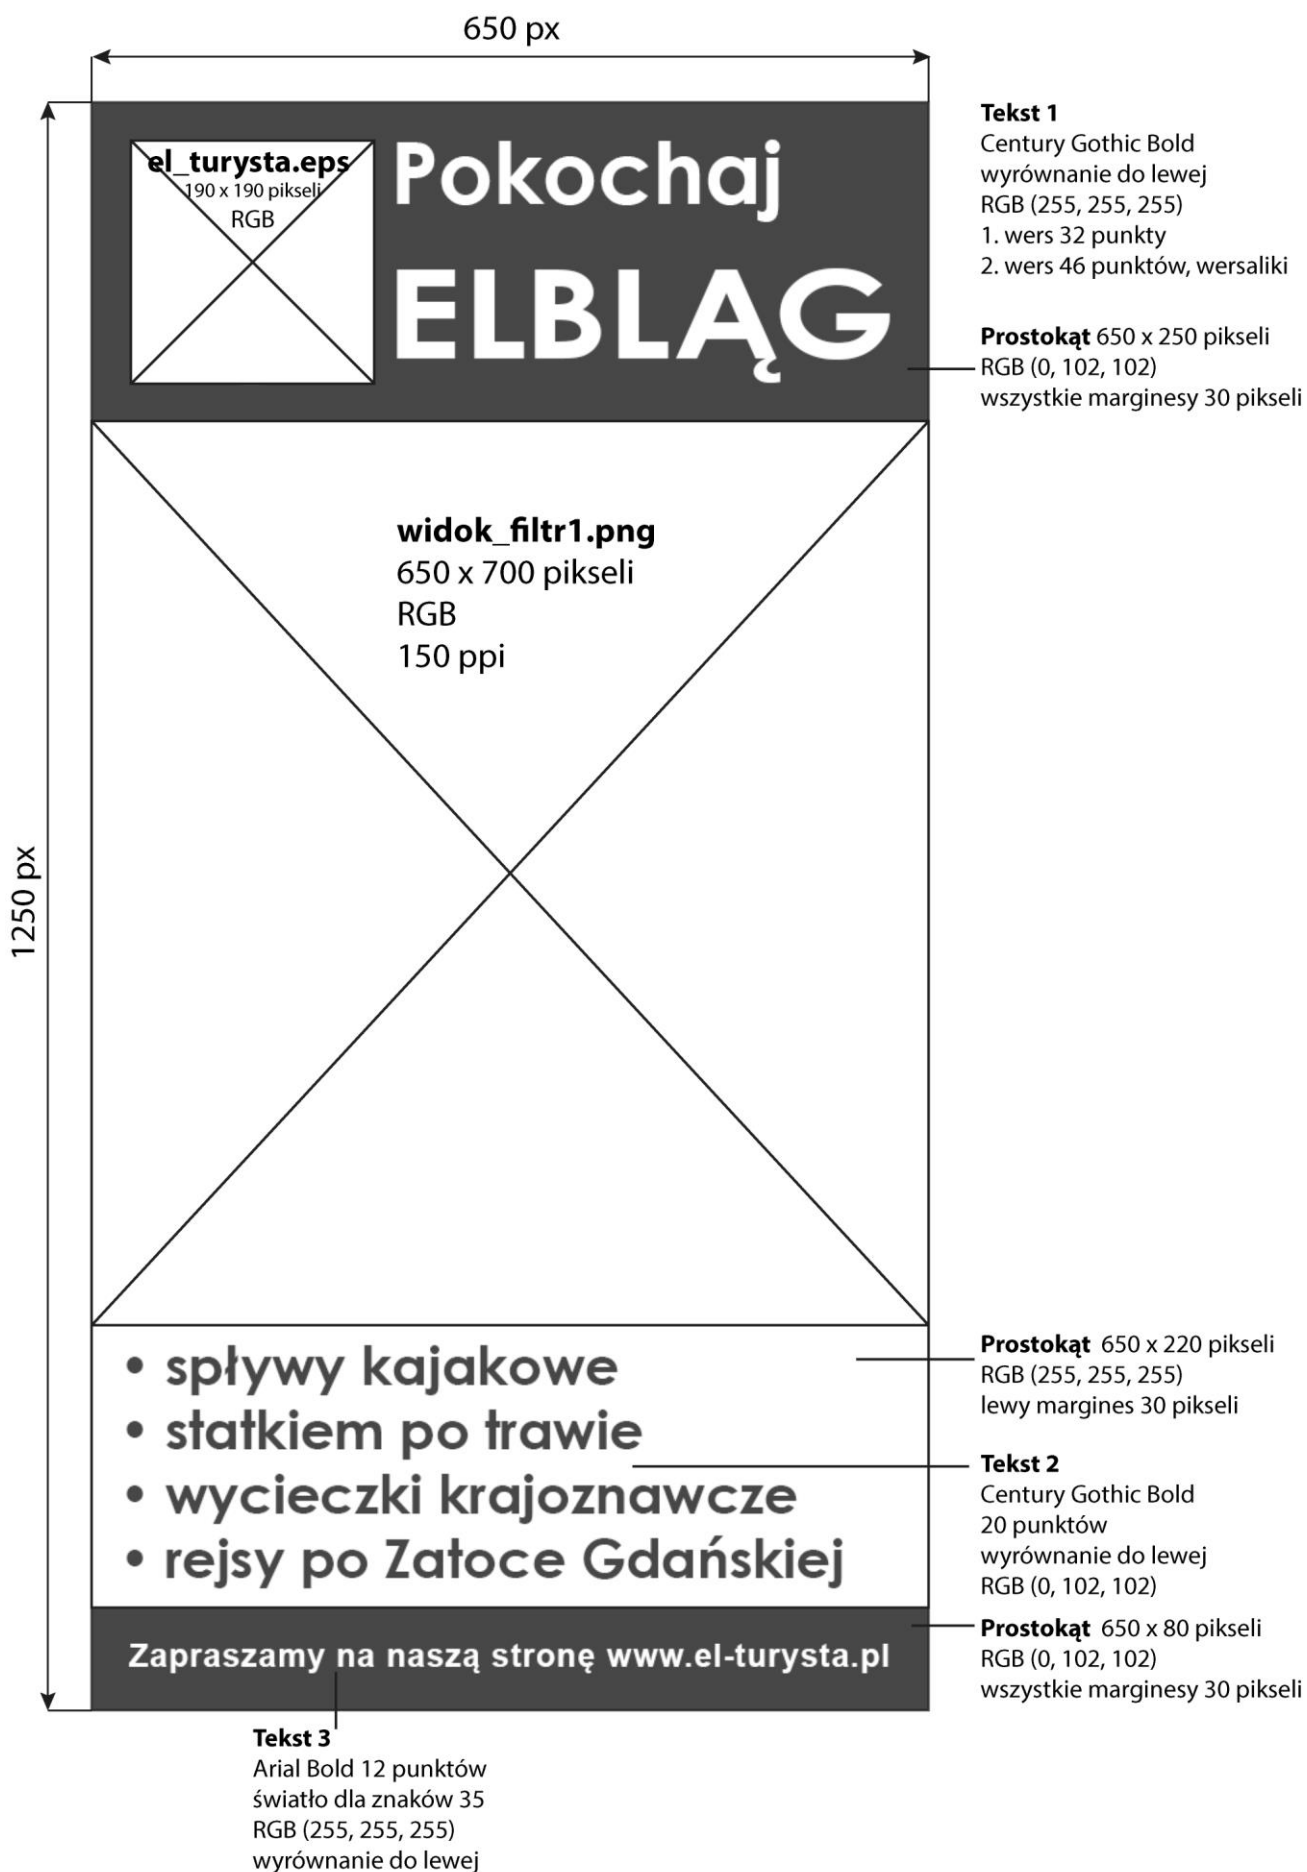 650 px
1250 px
el_turysta.eps
190 x 190 pikseli
RGB
Pokochaj
ELBLĄG
Tekst 1
Century Gothic Bold
wyrównanie do lewej
RGB (255, 255, 255)
1. wers 32 punkty
2. wers 46 punktów, wersaliki
Prostokąt 650 x 250 pikseli
RGB (0, 102, 102)
wszystkie marginesy 30 pikseli
widok_filtr1.png
650 x 700 pikseli
RGB
150 ppi
• spływy kajakowe
• statkiem po trawie
• wycieczki krajoznawcze
• rejsy po Zatoce Gdańskiej
Prostokąt 650 x 220 pikseli
RGB (255, 255, 255)
lewy margines 30 pikseli
Tekst 2
Century Gothic Bold
20 punktów
wyrównanie do lewej
RGB (0, 102, 102)
Zapraszamy na naszą stronę www.el-turysta.pl
Prostokąt 650 x 80 pikseli
RGB (0, 102, 102)
wszystkie marginesy 30 pikseli
Tekst 3
Arial Bold 12 punktów
światło dla znaków 35
RGB (255, 255, 255)
wyrównanie do lewej